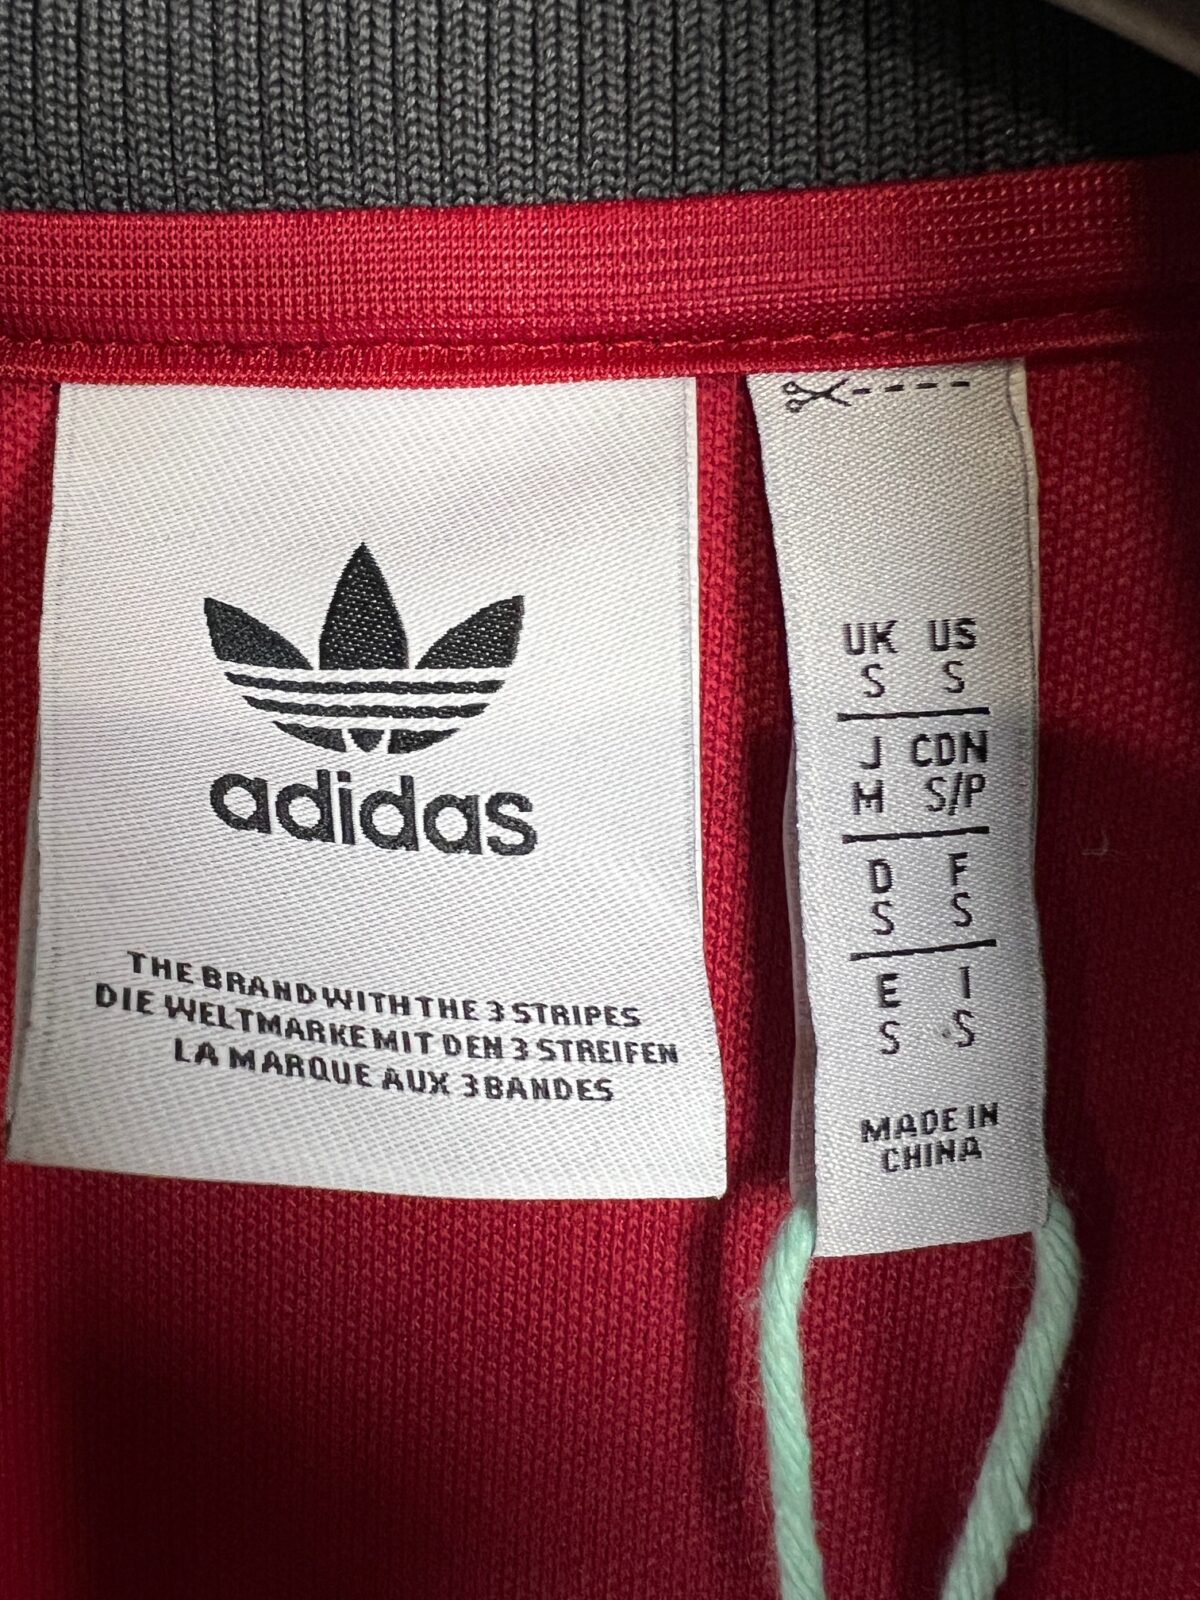 adidas
THE BRAND WITH THE 3 STRIPES
DIE WELTMARKE MIT DEN 3 STREIFEN
LA MARQUE AUX 3 BANDES
UK US
S S
J CDN
M S/P
D F
S S
E I
S S
MADE IN
CHINA